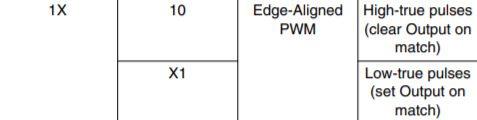 1X 10 Edge-Aligned High-true pulses
PWM (clear Output on
match)
X1 Low-true pulses
(set Output on
match)